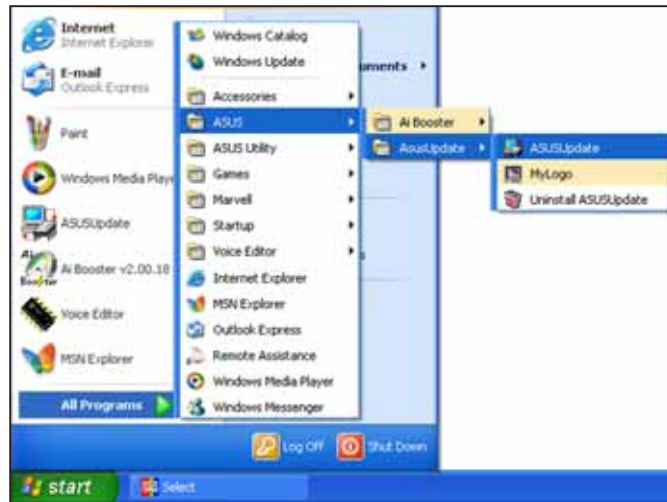 Internet
Internet Explorer
E-mail
Outlook Express
Paint
Windows Media Play
ASUSUpdate
Ai Booster v2.00.18
Voice Editor
MSN Explorer
All Programs
Windows Catalog
Windows Update
Accessories
ASUS
ASUS Utility
Games
Marvell
Startup
Voice Editor
Internet Explorer
MSN Explorer
Outlook Express
Remote Assistance
Windows Media Player
Windows Messenger
uments
Ai Booster
AsusUpdate
ASUSUpdate
MyLogo
Uninstall ASUSUpdate
Log Off
Shut Down
start
Select